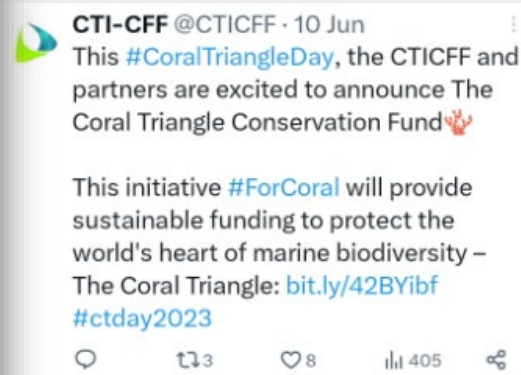 CTI-CFF @CTICFF · 10 Jun
This #CoralTriangleDay, the CTICFF and
partners are excited to announce The
Coral Triangle Conservation Fund🪸
This initiative #ForCoral will provide
sustainable funding to protect the
world's heart of marine biodiversity –
The Coral Triangle: bit.ly/42BYibf
#ctday2023
3 8 405